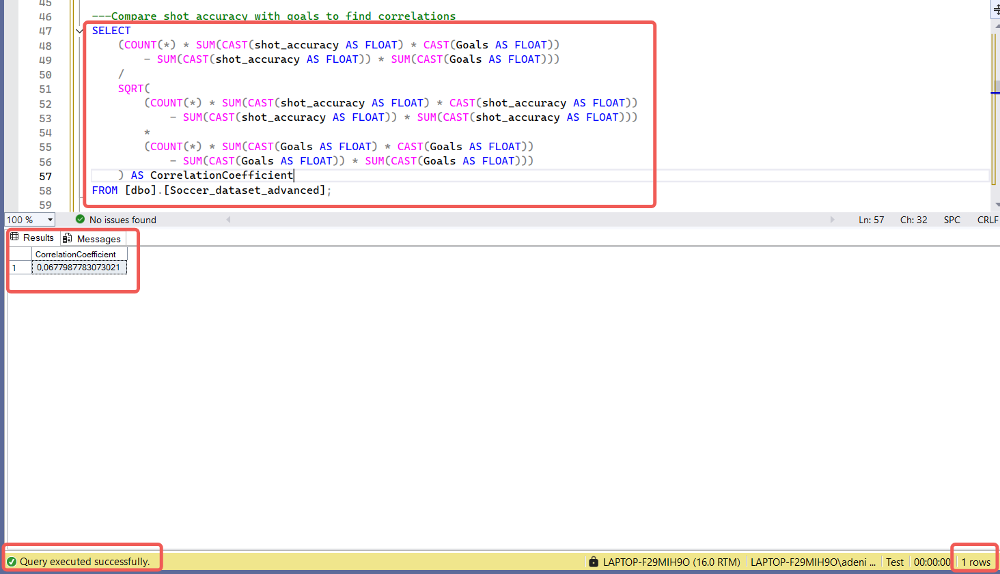 45
46 ---Compare shot accuracy with goals to find correlations
47 SELECT
48 (COUNT(*) * SUM(CAST(shot_accuracy AS FLOAT) * CAST(Goals AS FLOAT))
49 - SUM(CAST(shot_accuracy AS FLOAT)) * SUM(CAST(Goals AS FLOAT)))
50 /
51 SQRT(
52 (COUNT(*) * SUM(CAST(shot_accuracy AS FLOAT) * CAST(shot_accuracy AS FLOAT))
53 - SUM(CAST(shot_accuracy AS FLOAT)) * SUM(CAST(shot_accuracy AS FLOAT)))
54 *
55 (COUNT(*) * SUM(CAST(Goals AS FLOAT) * CAST(Goals AS FLOAT))
56 - SUM(CAST(Goals AS FLOAT)) * SUM(CAST(Goals AS FLOAT)))
57 ) AS CorrelationCoefficient
58 FROM [dbo].[Soccer_dataset_advanced];
59
100 % No issues found Ln: 57 Ch: 32 SPC CRLF
Results Messages
CorrelationCoefficient
1 0,0677987783073021
Query executed successfully. LAPTOP-F29MIH9O (16.0 RTM) LAPTOP-F29MIH9O\adeni ... Test 00:00:00 1 rows